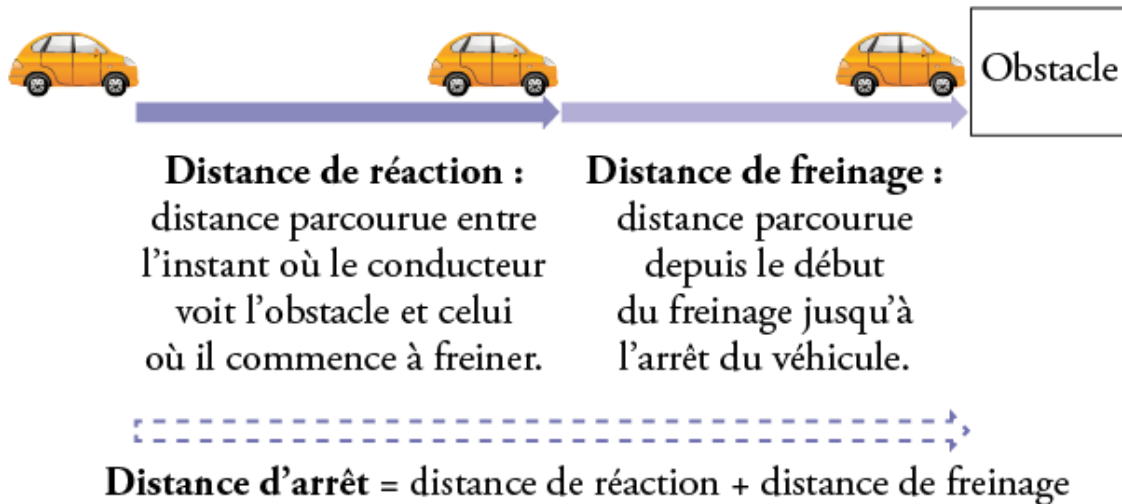 Obstacle
Distance de réaction :
distance parcourue entre
l’instant où le conducteur
voit l’obstacle et celui
où il commence à freiner.
Distance de freinage :
distance parcourue
depuis le début
du freinage jusqu’à
l’arrêt du véhicule.
Distance d’arrêt = distance de réaction + distance de freinage